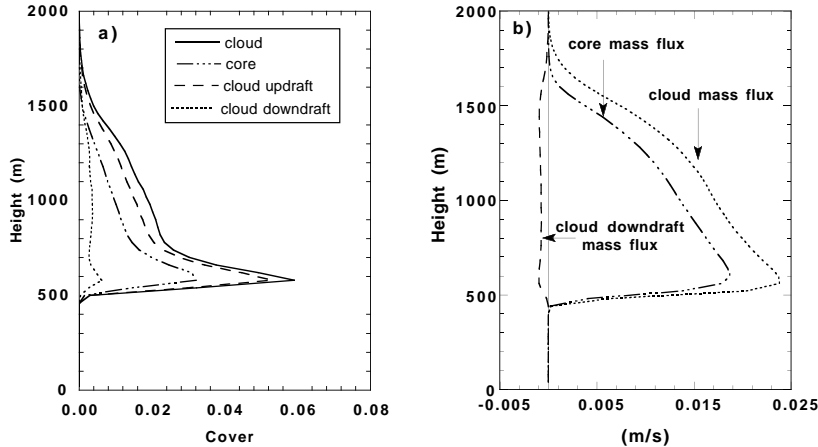 a)
cloud
core
cloud updraft
cloud downdraft
2000
1500
1000
500
0
Height (m)
0.00 0.02 0.04 0.06 0.08
Cover
b)
core mass flux
cloud mass flux
cloud downdraft
mass flux
2000
1500
1000
500
0
Height (m)
-0.005 0.005 0.015 0.025
(m/s)